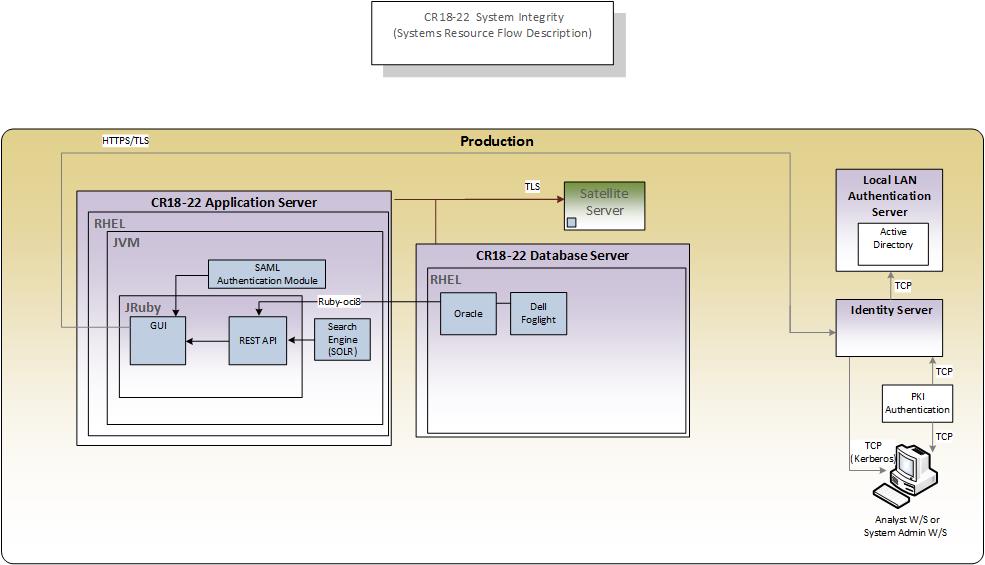 CR18-22 System Integrity
(Systems Resource Flow Description)
Production
HTTPS/TLS
CR18-22 Application Server
RHEL
JVM
SAML
Authentication Module
JRuby
GUI
REST API
Search
Engine
(SOLR)
Ruby-oci8
TLS
Satellite
Server
CR18-22 Database Server
RHEL
Oracle
Dell
Foglight
Local LAN
Authentication
Server
Active
Directory
TCP
Identity Server
TCP
PKI
Authentication
TCP
TCP
(Kerberos)
Analyst W/S or
System Admin W/S